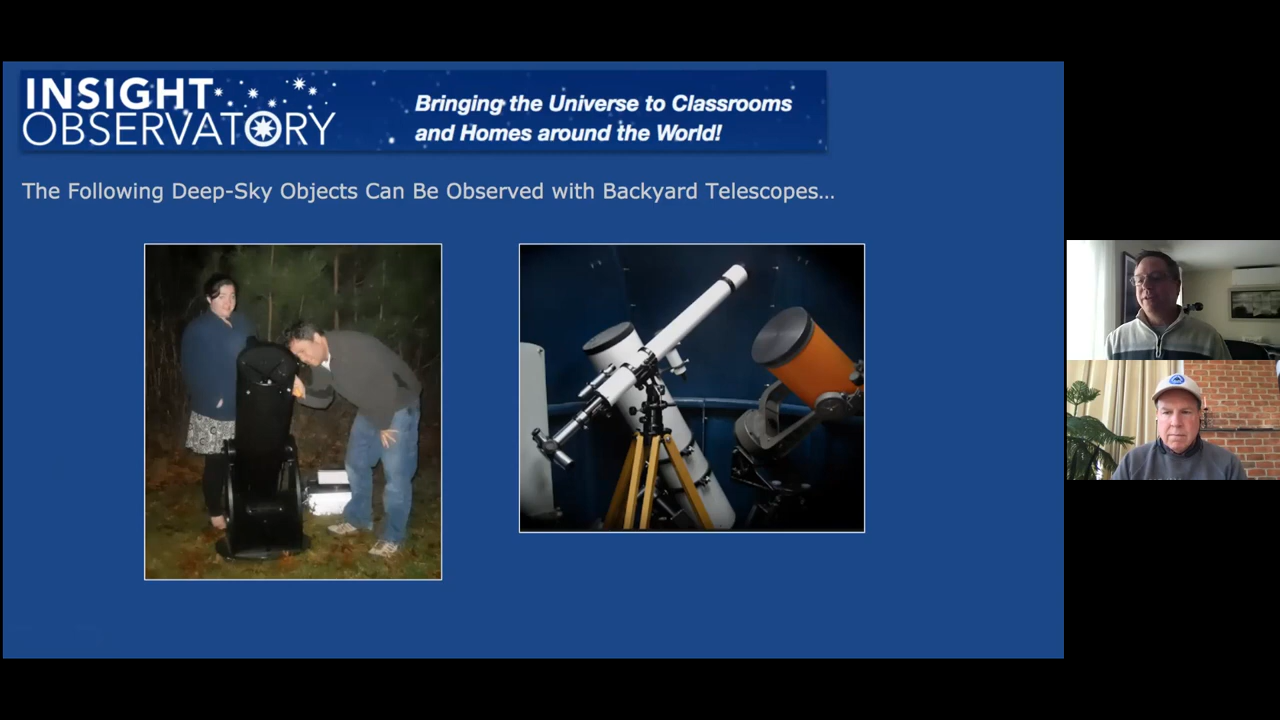 INSIGHT
OBSERVATORY
Bringing the Universe to Classrooms
and Homes around the World!
The Following Deep-Sky Objects Can Be Observed with Backyard Telescopes...